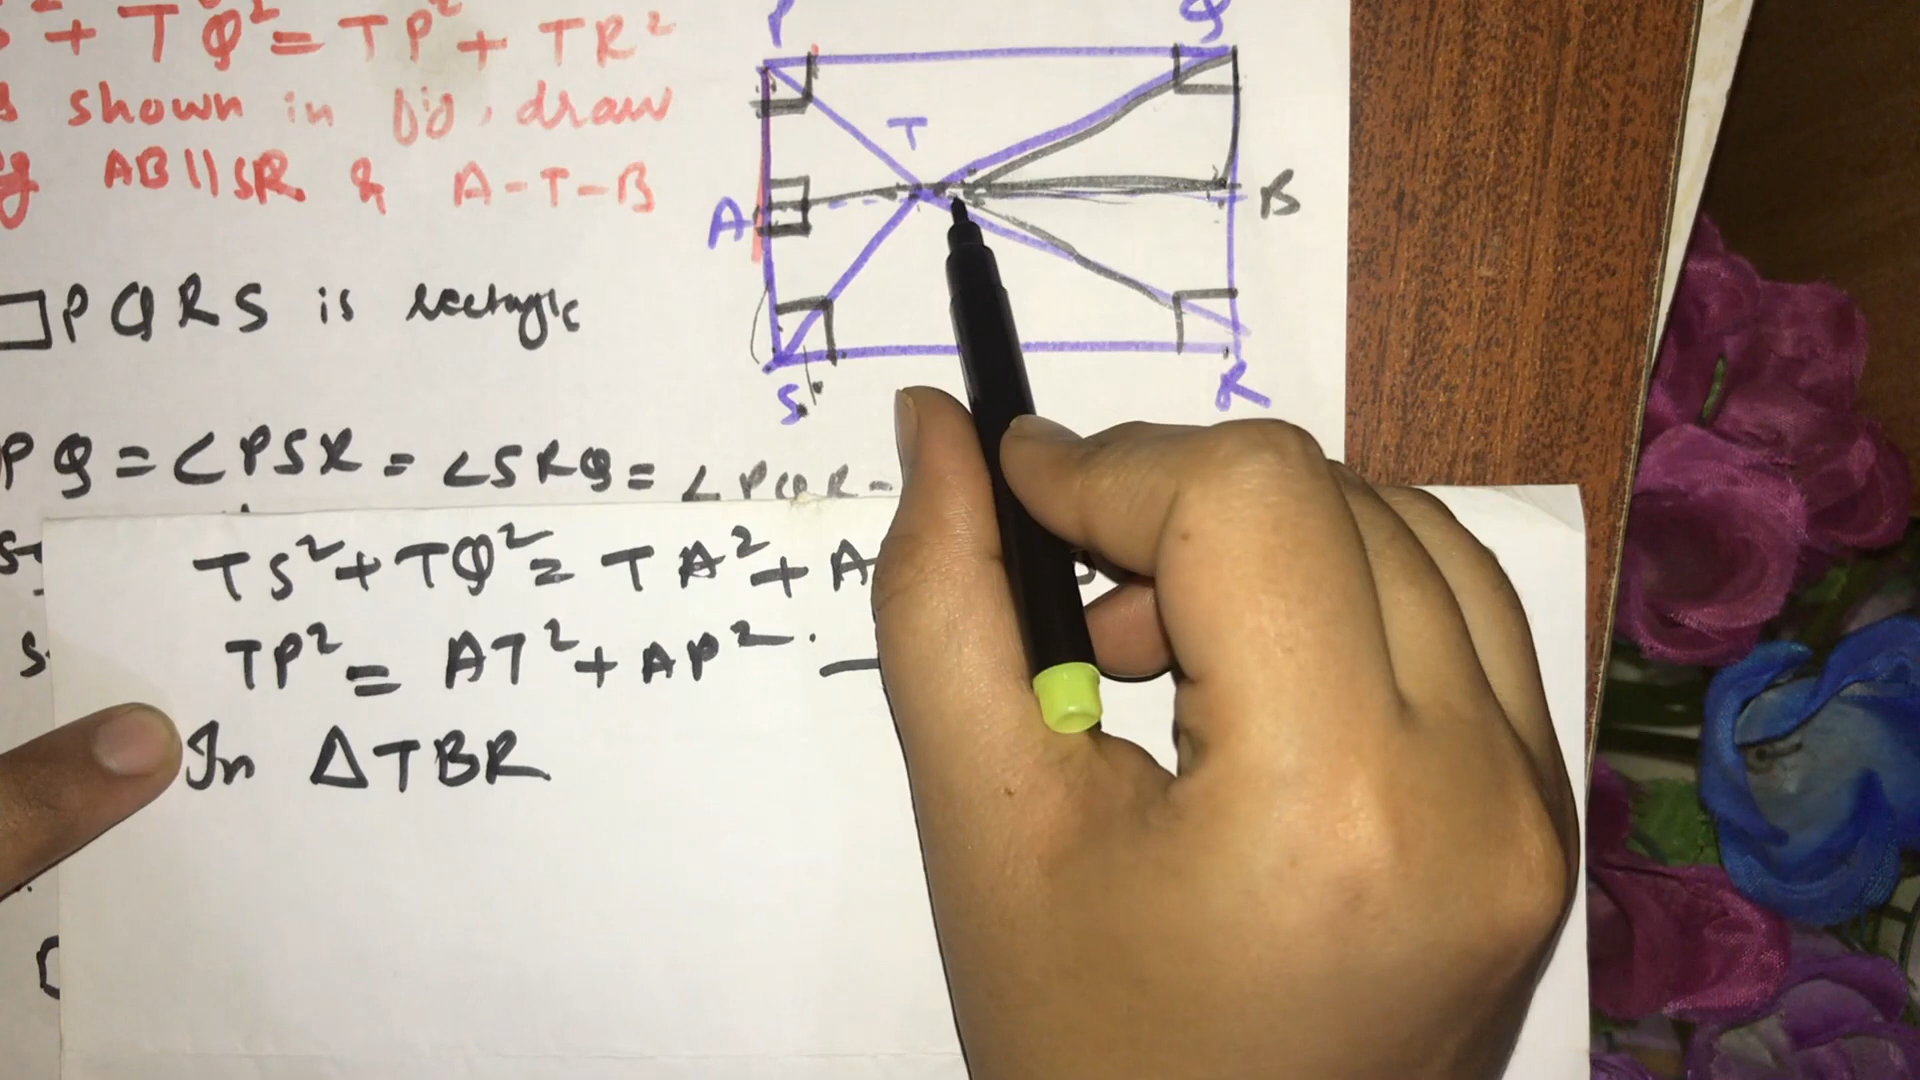 ² + TQ² = TP² + TR²
shown in fig, draw
AB||SR & A-T-B
P
Q
T
A
B
S
R
□PQRS is rectangle
PQ = ∠PSR = ∠SRQ = ∠PQR =
TS² + TQ² = TA² + A
TP² = AT² + AP² . —
In ΔTBR